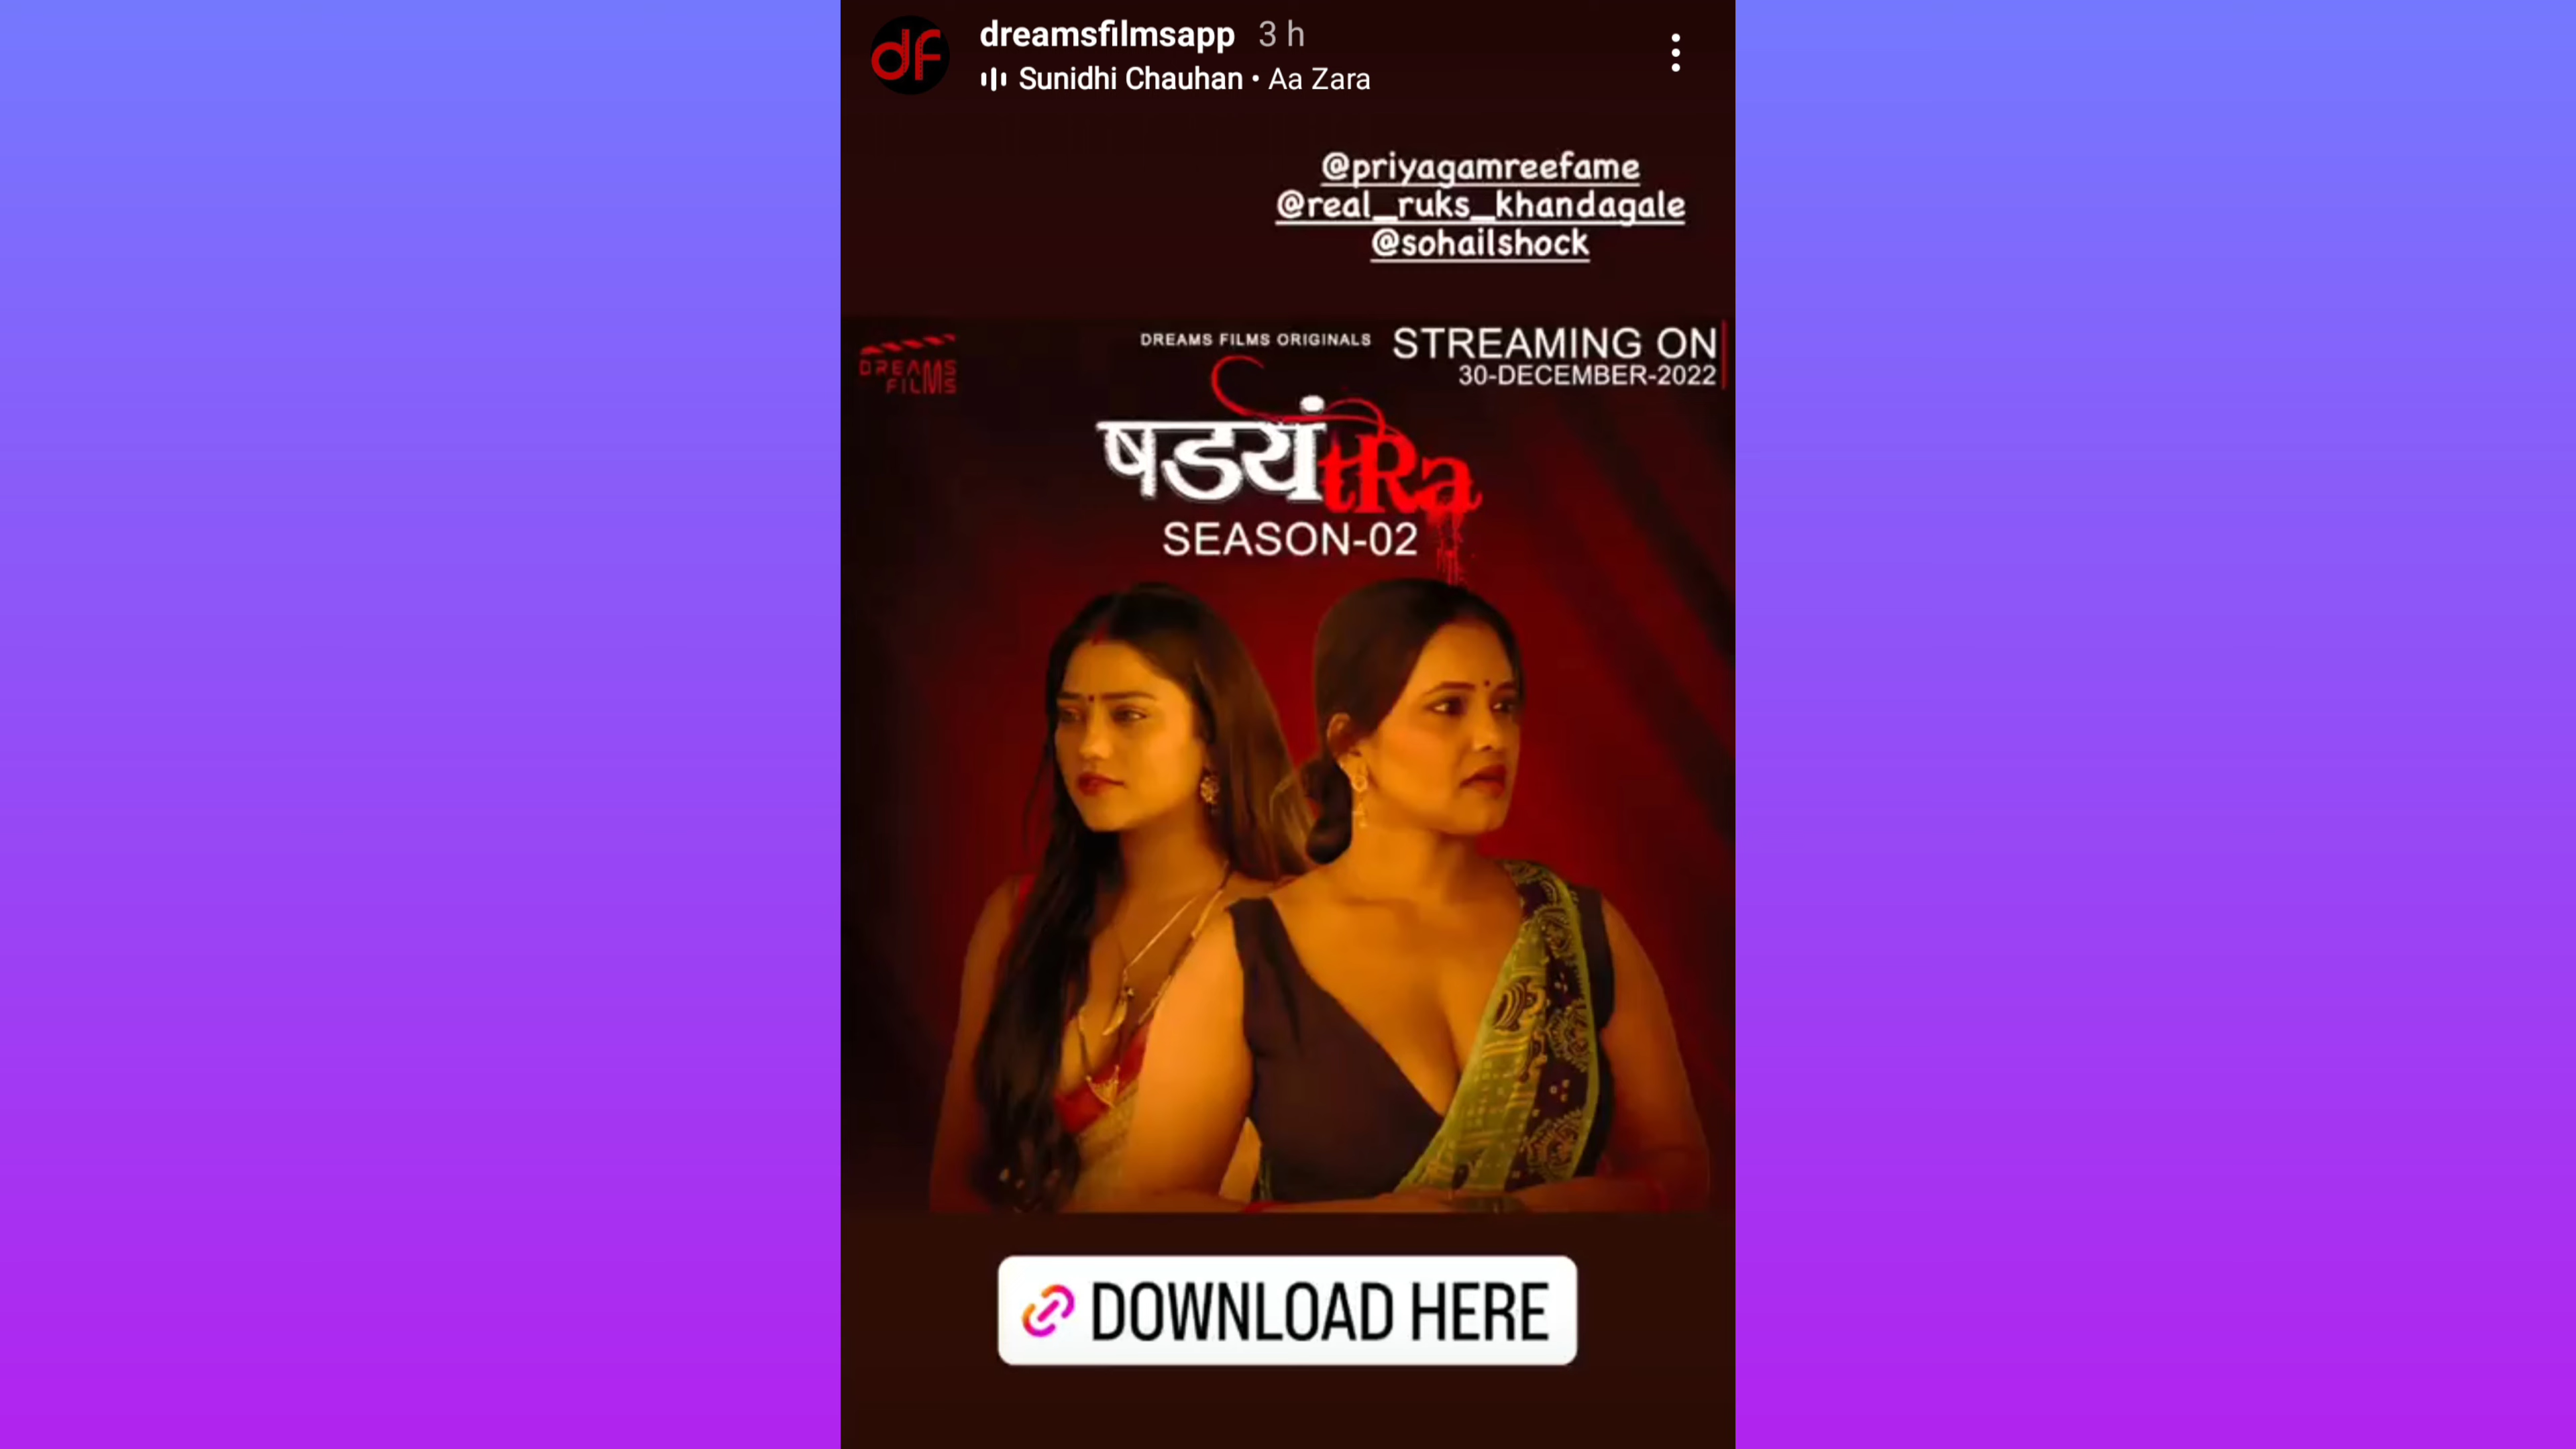 df
dreamsfilmsapp 3 h
Sunidhi Chauhan • Aa Zara
@priyagamreefame
@real_ruks_khandagale
@sohailshock
DREAMS
FILMS
DREAMS FILMS ORIGINALS
STREAMING ON
30-DECEMBER-2022
षडयंtRa
SEASON-02
DOWNLOAD HERE